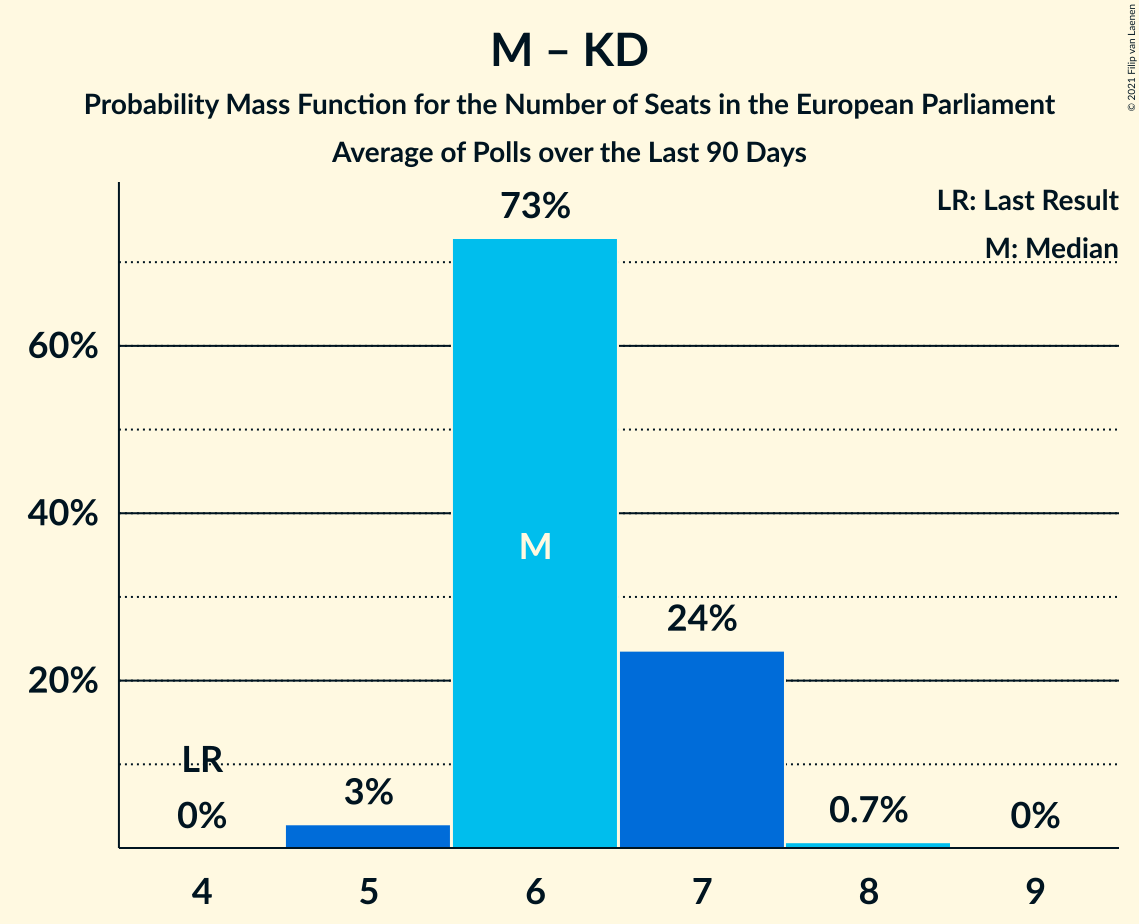 M – KD
Probability Mass Function for the Number of Seats in the European Parliament
Average of Polls over the Last 90 Days
© 2021 Filip van Laenen
LR: Last Result
M: Median
73%
60%
40%
M
24%
20%
LR
0%
3%
0.7%
0%
4 5 6 7 8 9